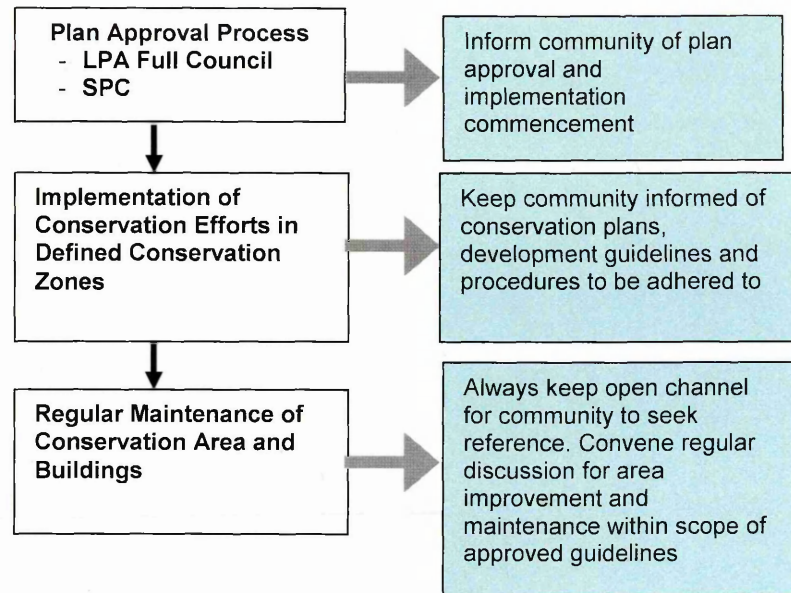 Plan Approval Process
- LPA Full Council
- SPC
Inform community of plan
approval and
implementation
commencement
Implementation of
Conservation Efforts in
Defined Conservation
Zones
Keep community informed of
conservation plans,
development guidelines and
procedures to be adhered to
Regular Maintenance of
Conservation Area and
Buildings
Always keep open channel
for community to seek
reference. Convene regular
discussion for area
improvement and
maintenance within scope of
approved guidelines